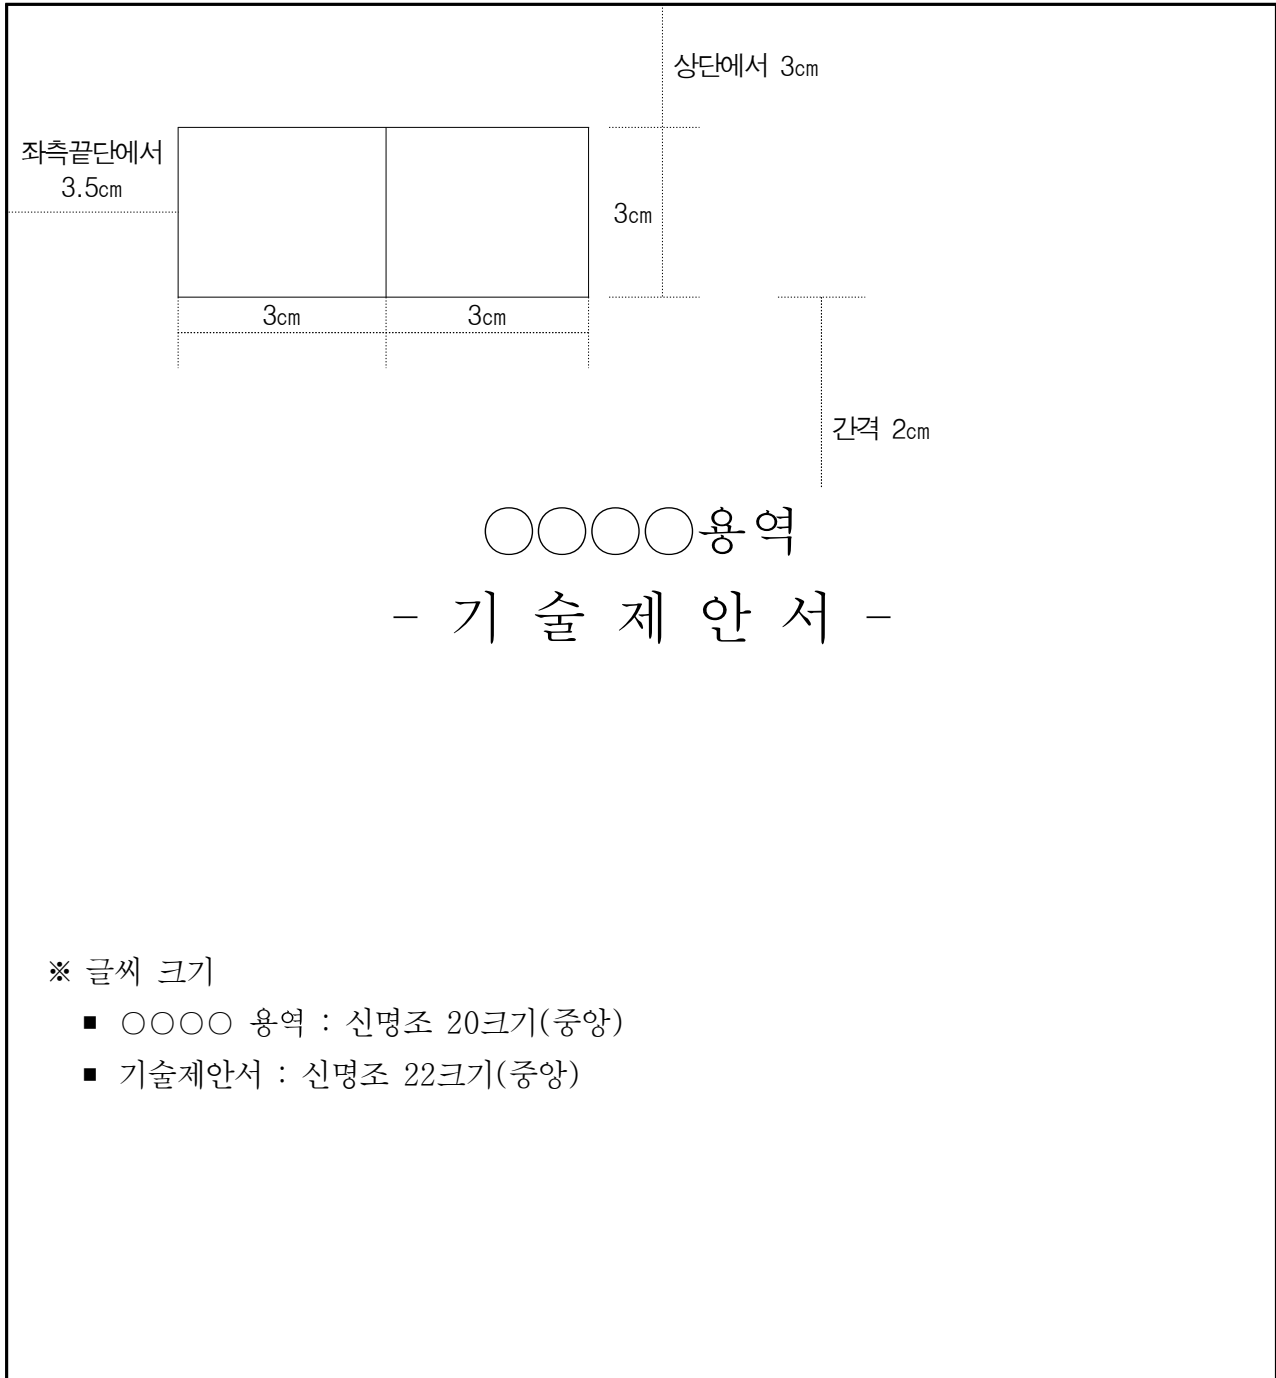 상단에서 3㎝
좌측끝단에서
3.5㎝
3㎝
3㎝ 3㎝
간격 2㎝
○○○○용역
- 기 술 제 안 서 -
※ 글씨 크기
■ ○○○○ 용역 : 신명조 20크기(중앙)
■ 기술제안서 : 신명조 22크기(중앙)